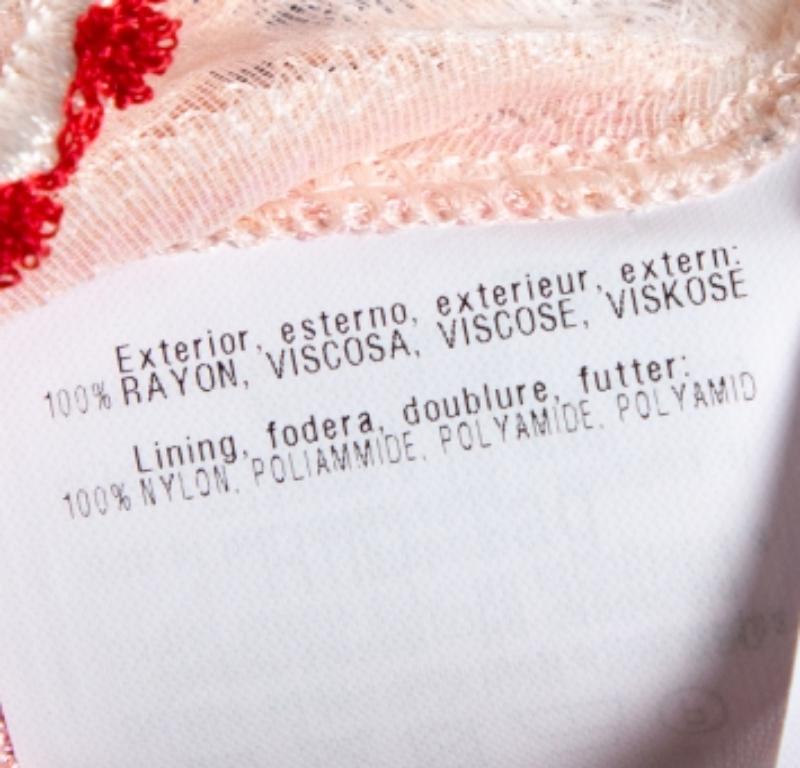 Exterior, esterno, exterieur, extern:
100% RAYON, VISCOSA, VISCOSE, VISKOSE
Lining, fodera, doublure, futter:
100% NYLON, POLIAMMIDE, POLYAMIDE, POLYAMID